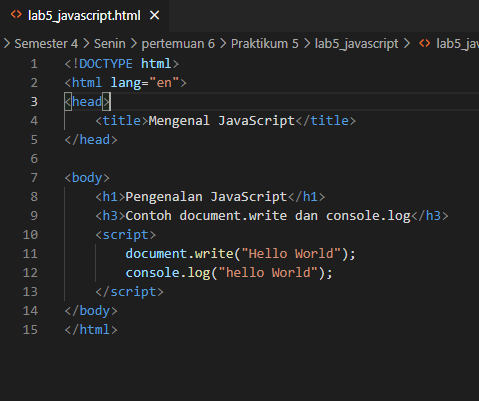 lab5_javascript.html
Semester 4 > Senin > pertemuan 6 > Praktikum 5 > lab5_javascript > lab5_ja
1 <!DOCTYPE html>
2 <html lang="en">
3 <head>
4 <title>Mengenal JavaScript</title>
5 </head>
6
7 <body>
8 <h1>Pengenalan JavaScript</h1>
9 <h3>Contoh document.write dan console.log</h3>
10 <script>
11 document.write("Hello World");
12 console.log("hello World");
13 </script>
14 </body>
15 </html>